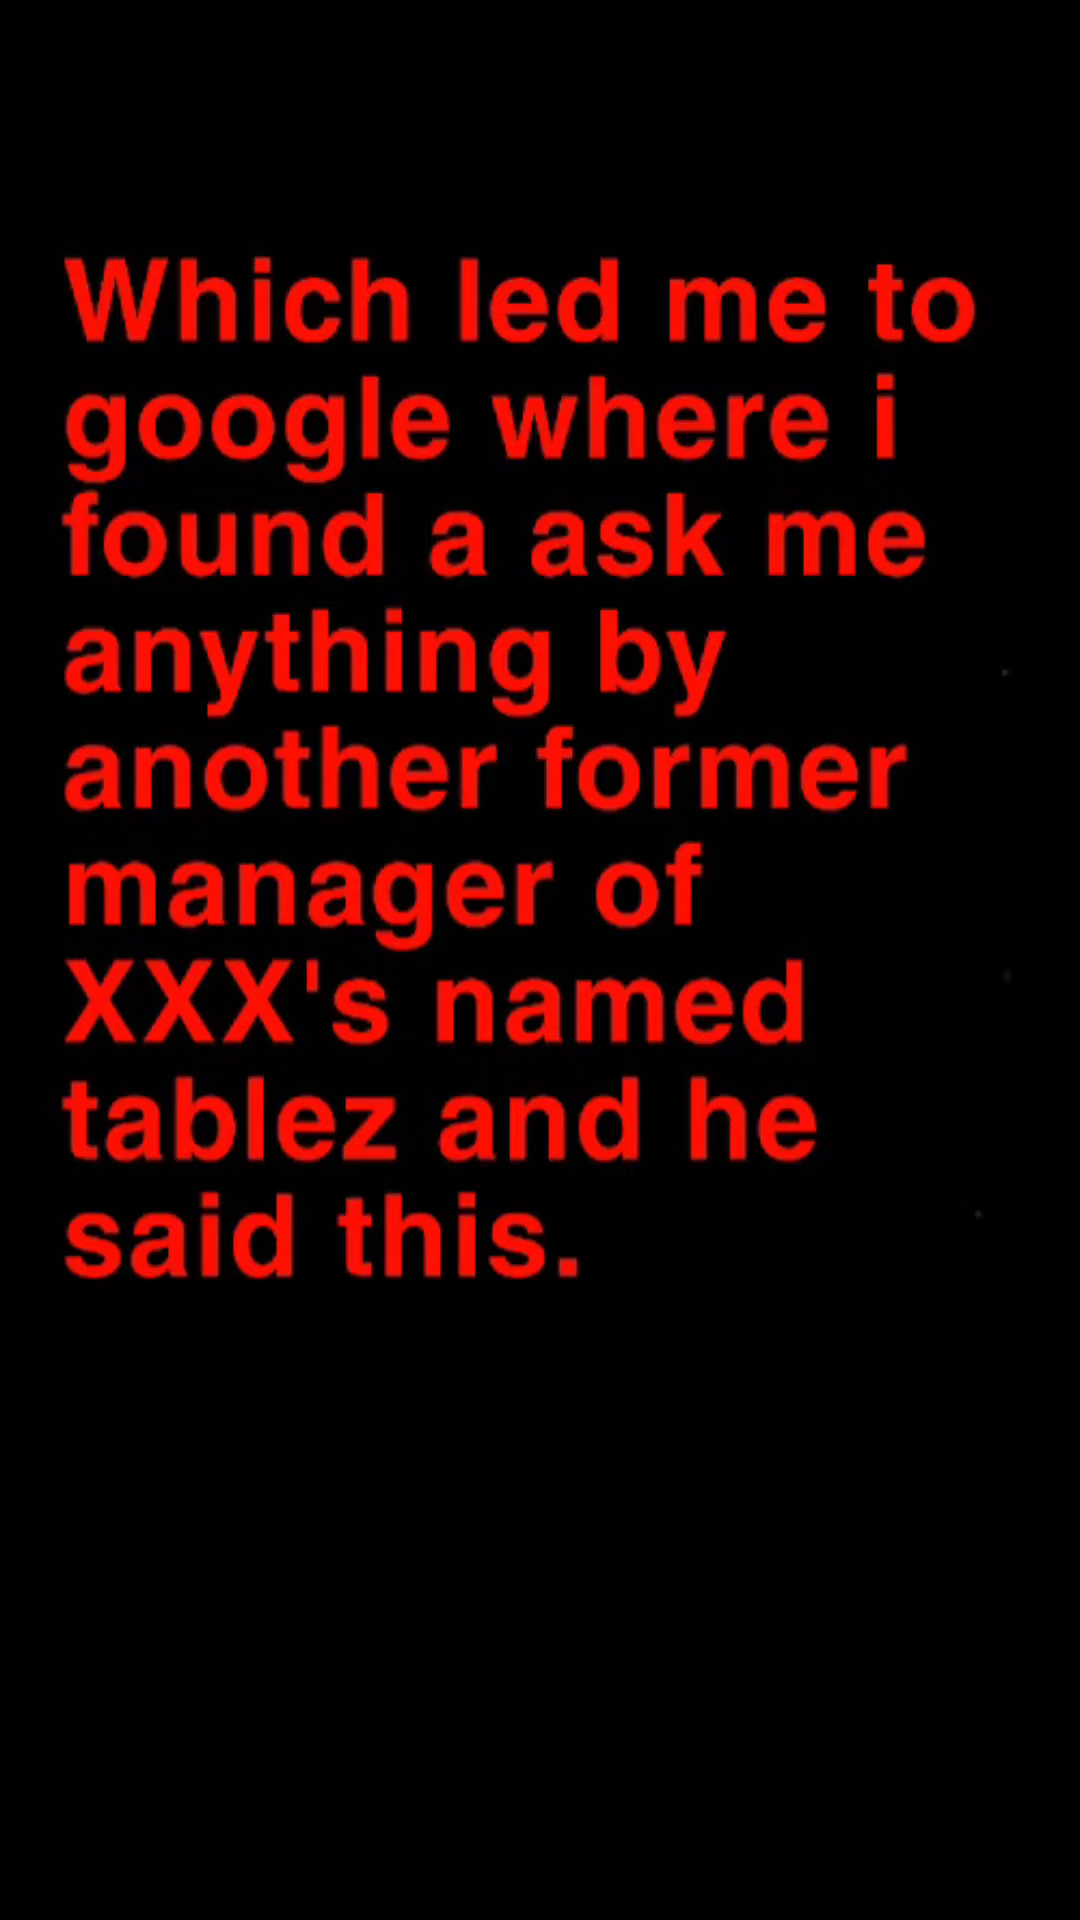 Which led me to
google where i
found a ask me
anything by
another former
manager of
XXX's named
tablez and he
said this.